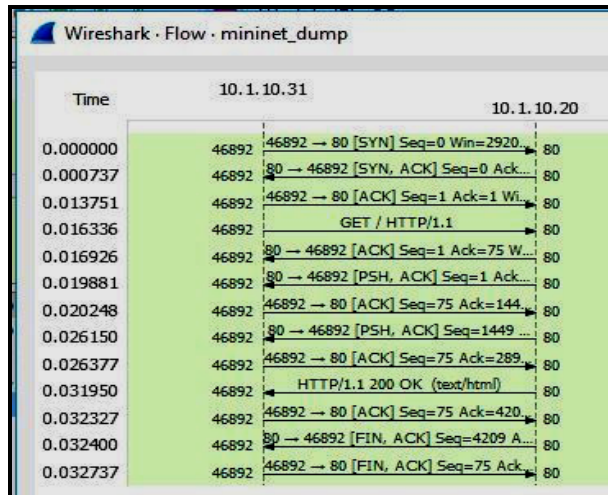 Wireshark · Flow · mininet_dump
Time 10.1.10.31 10.1.10.20
0.000000 46892 46892 → 80 [SYN] Seq=0 Win=2920... 80
0.000737 46892 80 → 46892 [SYN, ACK] Seq=0 Ack... 80
0.013751 46892 46892 → 80 [ACK] Seq=1 Ack=1 Wi... 80
0.016336 46892 GET / HTTP/1.1 80
0.016926 46892 80 → 46892 [ACK] Seq=1 Ack=75 W... 80
0.019881 46892 80 → 46892 [PSH, ACK] Seq=1 Ack... 80
0.020248 46892 46892 → 80 [ACK] Seq=75 Ack=144... 80
0.026150 46892 80 → 46892 [PSH, ACK] Seq=1449 ... 80
0.026377 46892 46892 → 80 [ACK] Seq=75 Ack=289... 80
0.031950 46892 HTTP/1.1 200 OK (text/html) 80
0.032327 46892 46892 → 80 [ACK] Seq=75 Ack=420... 80
0.032400 46892 80 → 46892 [FIN, ACK] Seq=4209 A... 80
0.032737 46892 46892 → 80 [FIN, ACK] Seq=75 Ack... 80